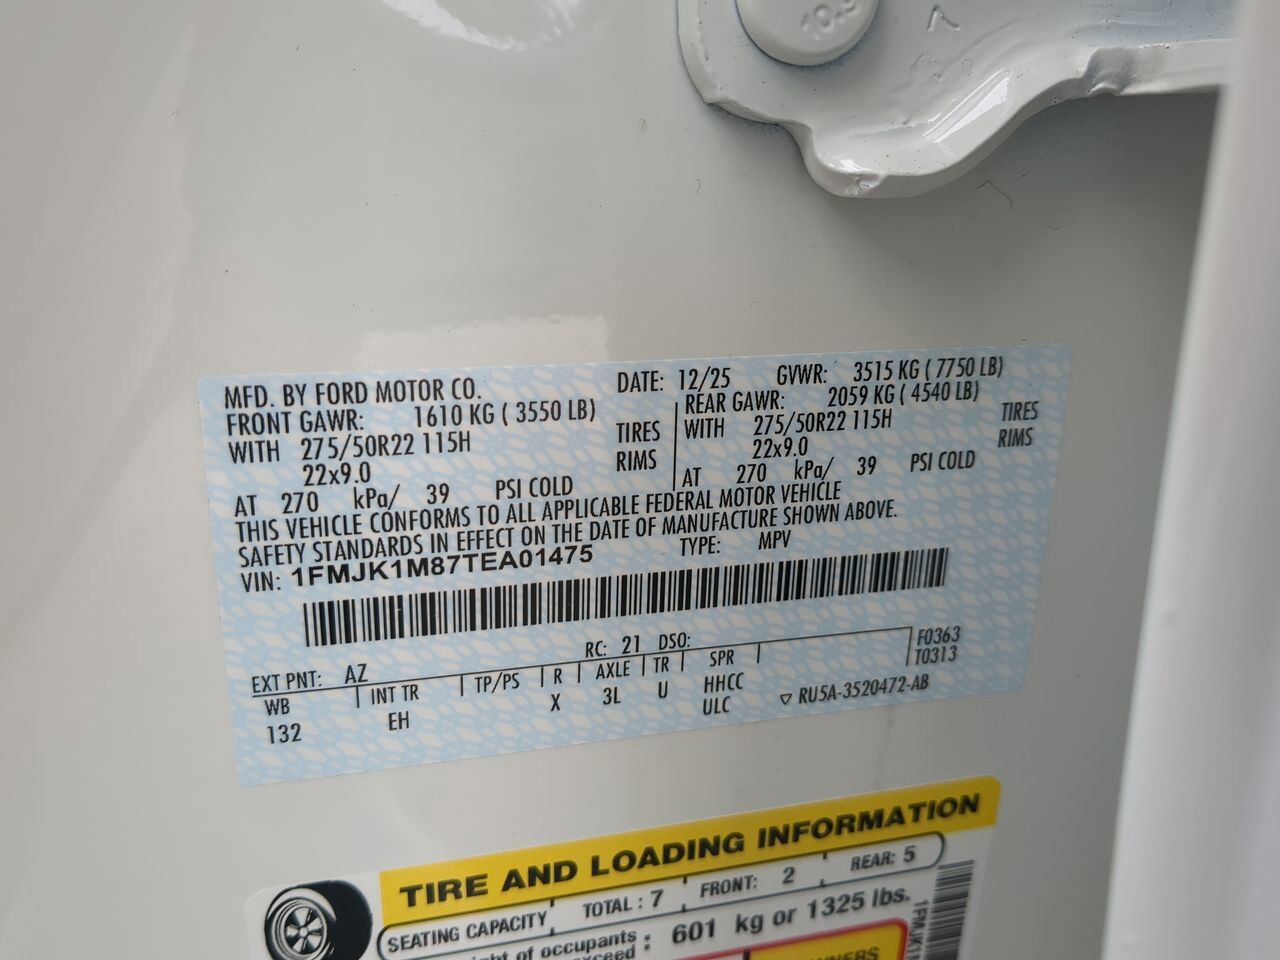 10.9
7
MFD. BY FORD MOTOR CO.
DATE: 12/25 GVWR: 3515 KG ( 7750 LB)
FRONT GAWR: 1610 KG ( 3550 LB)
WITH 275/50R22 115H TIRES
22x9.0 RIMS
AT 270 kPa/ 39 PSI COLD
REAR GAWR: 2059 KG ( 4540 LB)
WITH 275/50R22 115H TIRES
22x9.0 RIMS
AT 270 kPa/ 39 PSI COLD
THIS VEHICLE CONFORMS TO ALL APPLICABLE FEDERAL MOTOR VEHICLE
SAFETY STANDARDS IN EFFECT ON THE DATE OF MANUFACTURE SHOWN ABOVE.
VIN: 1FMJK1M87TEA01475 TYPE: MPV
EXT PNT: AZ RC: 21 DSO: F0363
T0313
WB INT TR TP/PS R AXLE TR SPR
132 EH X 3L U HHCC
ULC
RU5A-3520472-AB
TIRE AND LOADING INFORMATION
SEATING CAPACITY TOTAL : 7 FRONT: 2 REAR: 5
of occupants
exceed : 601 kg or 1325 lbs.